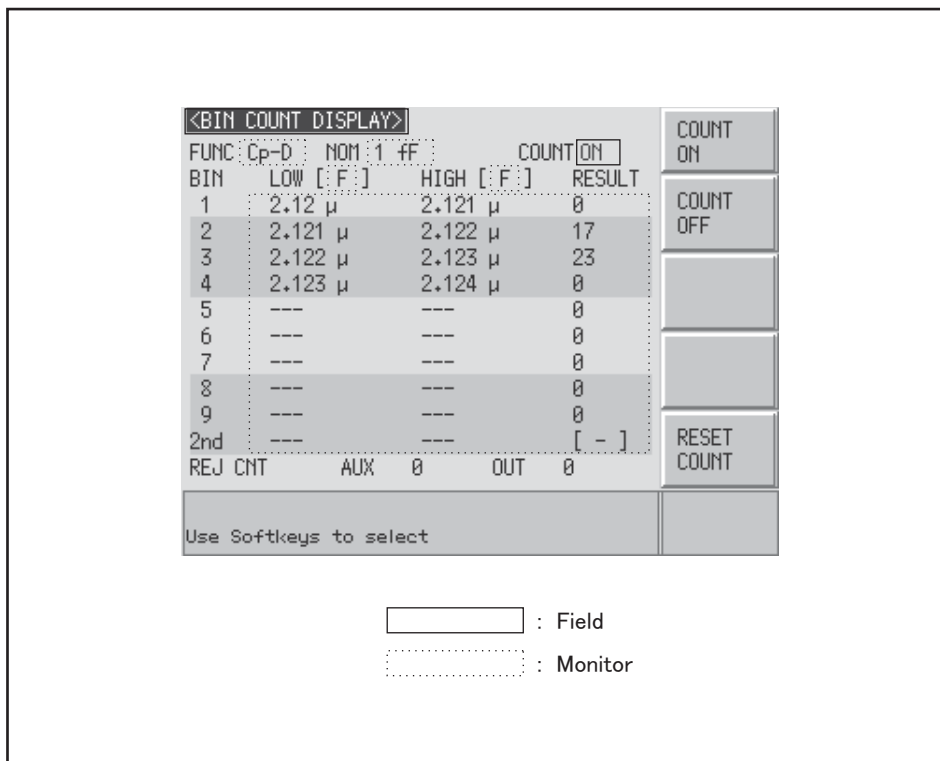 <BIN COUNT DISPLAY>
FUNC Cp-D NOM 1 fF COUNT ON
BIN LOW [ F ] HIGH [ F ] RESULT
1 2.12 μ 2.121 μ 0
2 2.121 μ 2.122 μ 17
3 2.122 μ 2.123 μ 23
4 2.123 μ 2.124 μ 0
5 --- --- 0
6 --- --- 0
7 --- --- 0
8 --- --- 0
9 --- --- 0
2nd --- --- [ - ]
REJ CNT AUX 0 OUT 0
Use Softkeys to select
COUNT
ON
COUNT
OFF
RESET
COUNT
: Field
: Monitor